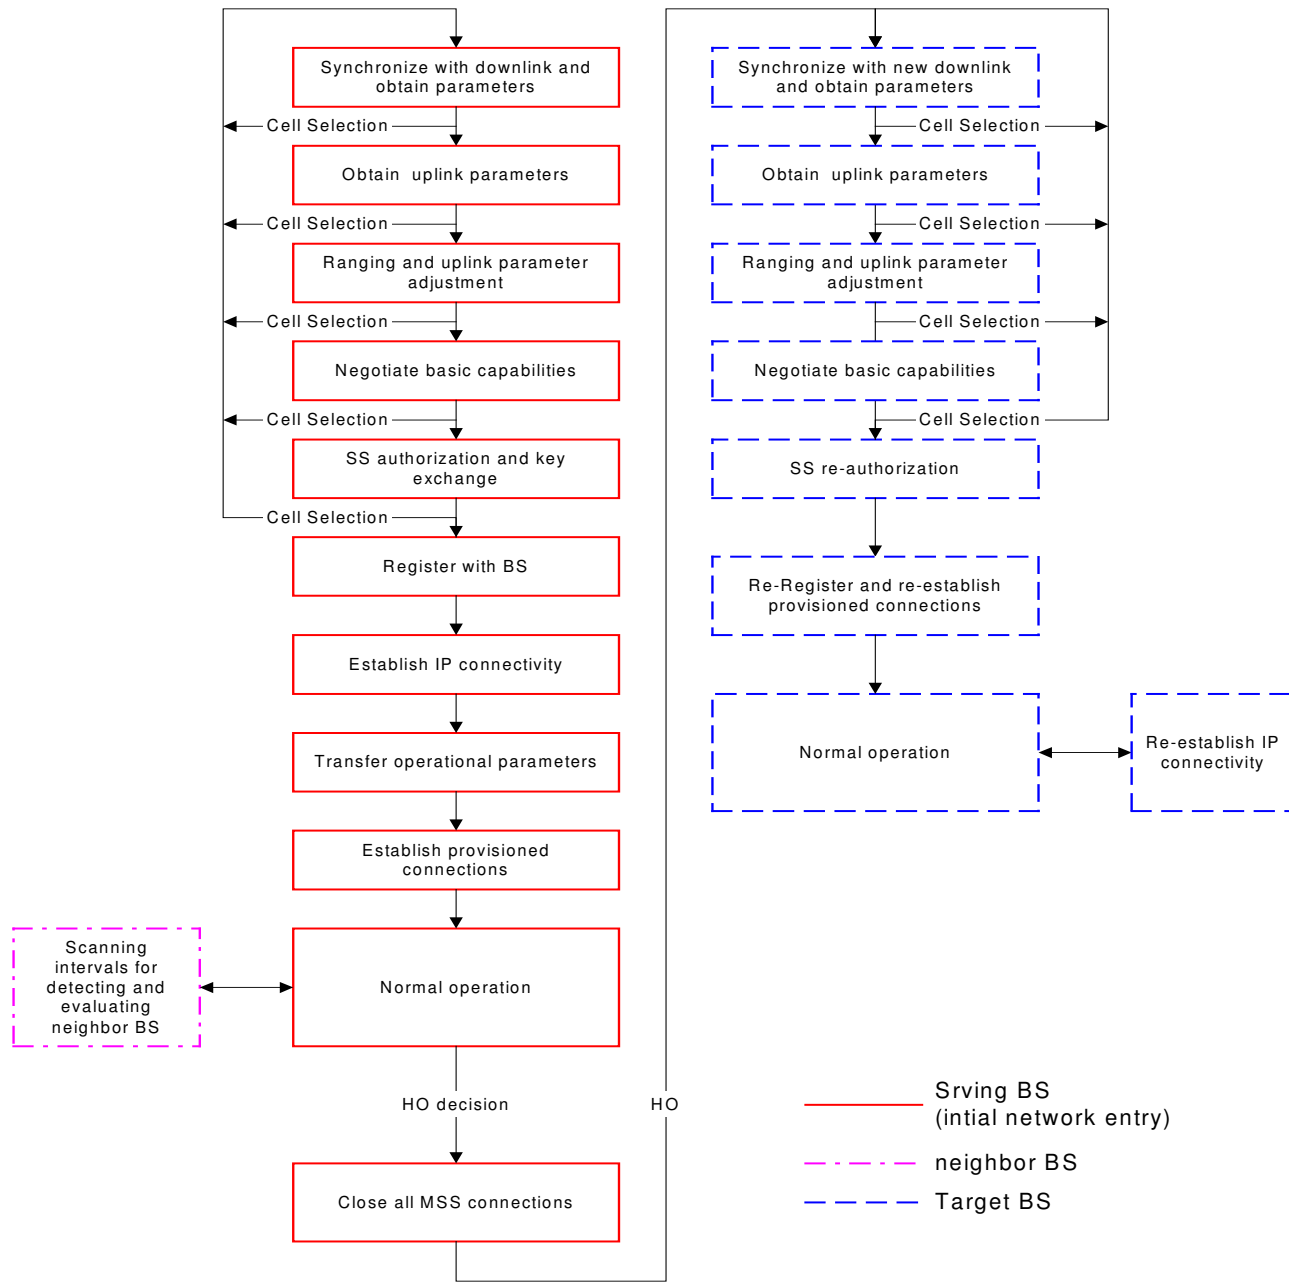 Synchronize with downlink and
obtain parameters
Cell Selection
Obtain uplink parameters
Cell Selection
Ranging and uplink parameter
adjustment
Cell Selection
Negotiate basic capabilities
Cell Selection
SS authorization and key
exchange
Cell Selection
Register with BS
Establish IP connectivity
Transfer operational parameters
Establish provisioned
connections
Scanning
intervals for
detecting and
evaluating
neighbor BS
Normal operation
HO decision
HO
Close all MSS connections
Synchronize with new downlink
and obtain parameters
Cell Selection
Obtain uplink parameters
Cell Selection
Ranging and uplink parameter
adjustment
Cell Selection
Negotiate basic capabilities
Cell Selection
SS re-authorization
Re-Register and re-establish
provisioned connections
Normal operation
Re-establish IP
connectivity
Srving BS
(intial network entry)
neighbor BS
Target BS